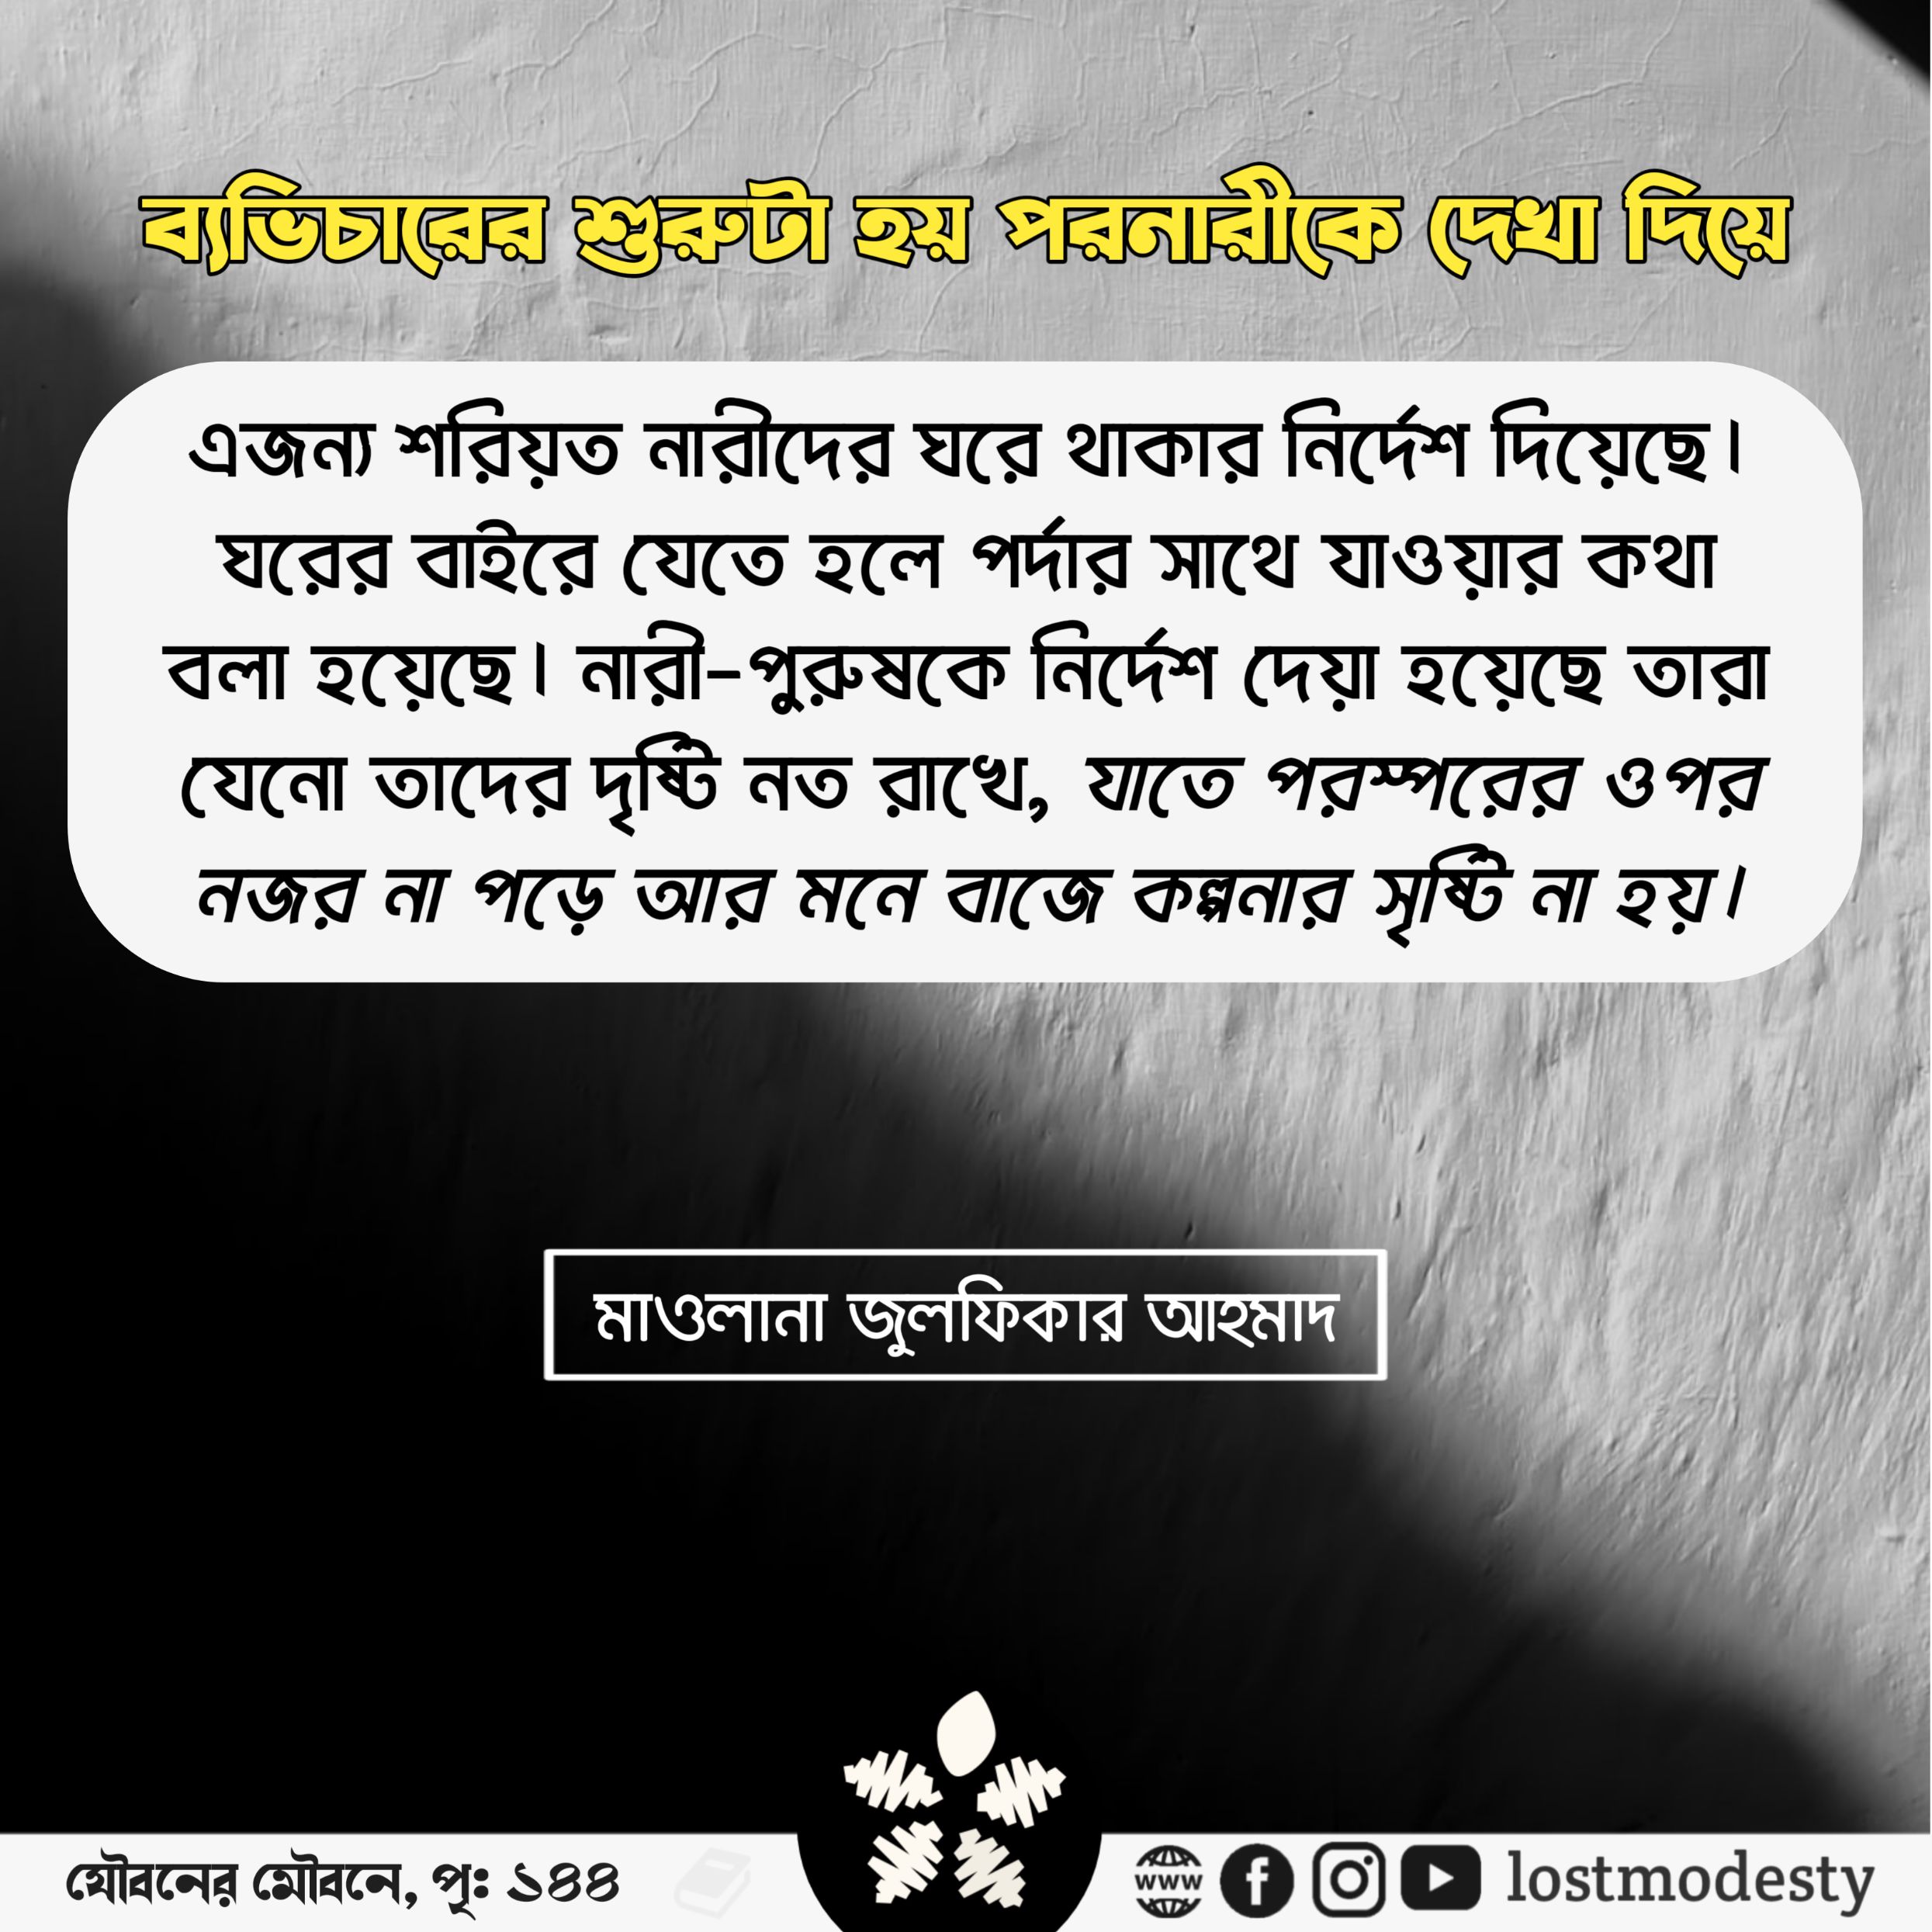 ব্যভিচারের শুরুটা হয় পরনারীকে দেখা দিয়ে
এজন্য শরিয়ত নারীদের ঘরে থাকার নির্দেশ দিয়েছে।
ঘরের বাইরে যেতে হলে পর্দার সাথে যাওয়ার কথা
বলা হয়েছে। নারী-পুরুষকে নির্দেশ দেয়া হয়েছে তারা
যেনো তাদের দৃষ্টি নত রাখে, যাতে পরস্পরের ওপর
নজর না পড়ে আর মনে বাজে কল্পনার সৃষ্টি না হয়।
মাওলানা জুলফিকার আহমাদ
যৌবনের মৌবনে, পৃঃ ১৪৪
www lostmodesty